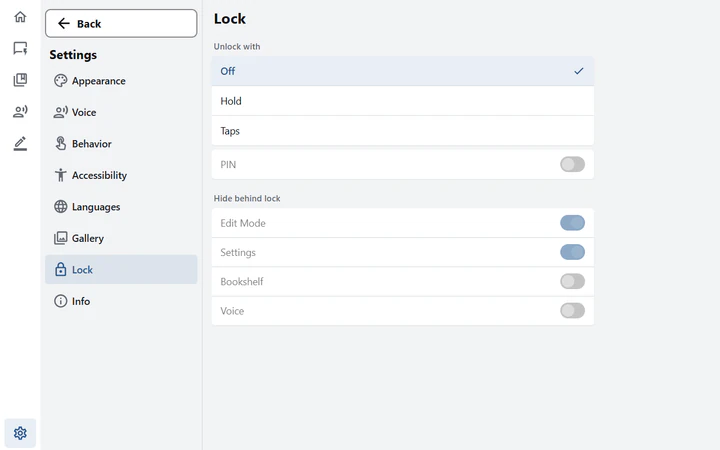 Back
Settings
Appearance
Voice
Behavior
Accessibility
Languages
Gallery
Lock
Info
Lock
Unlock with
Off
Hold
Taps
PIN
Hide behind lock
Edit Mode
Settings
Bookshelf
Voice